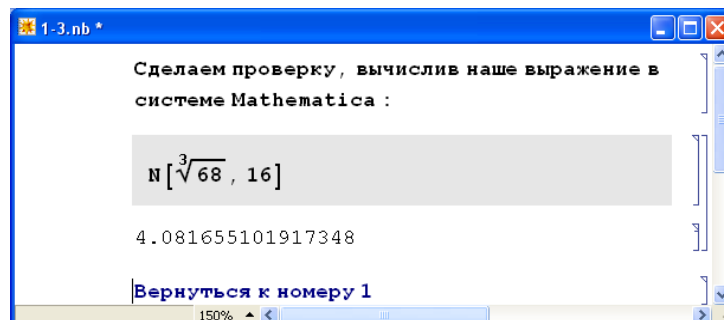 1-3.nb *
Сделаем проверку, вычислив наше выражение в
системе Mathematica :
N[∛68, 16]
4.081655101917348
Вернуться к номеру 1
150%